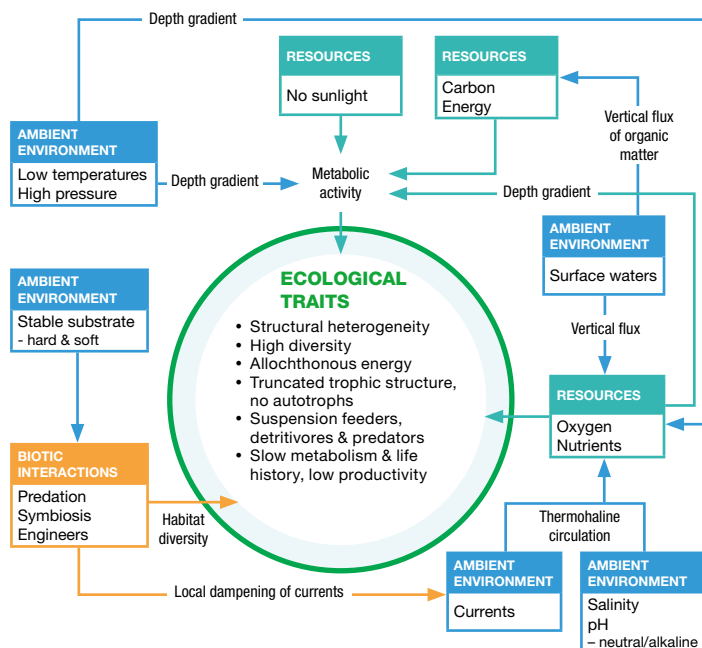 Depth gradient
RESOURCES
No sunlight
RESOURCES
Carbon
Energy
Vertical flux
of organic
matter
AMBIENT
ENVIRONMENT
Low temperatures
High pressure
Depth gradient
Metabolic
activity
Depth gradient
AMBIENT
ENVIRONMENT
Surface waters
AMBIENT
ENVIRONMENT
Stable substrate
- hard & soft
ECOLOGICAL
TRAITS
• Structural heterogeneity
• High diversity
• Allochthonous energy
• Truncated trophic structure,
no autotrophs
• Suspension feeders,
detritivores & predators
• Slow metabolism & life
history, low productivity
Vertical flux
RESOURCES
Oxygen
Nutrients
BIOTIC
INTERACTIONS
Predation
Symbiosis
Engineers
Habitat
diversity
Thermohaline
circulation
Local dampening of currents
AMBIENT
ENVIRONMENT
Currents
AMBIENT
ENVIRONMENT
Salinity
pH
– neutral/alkaline